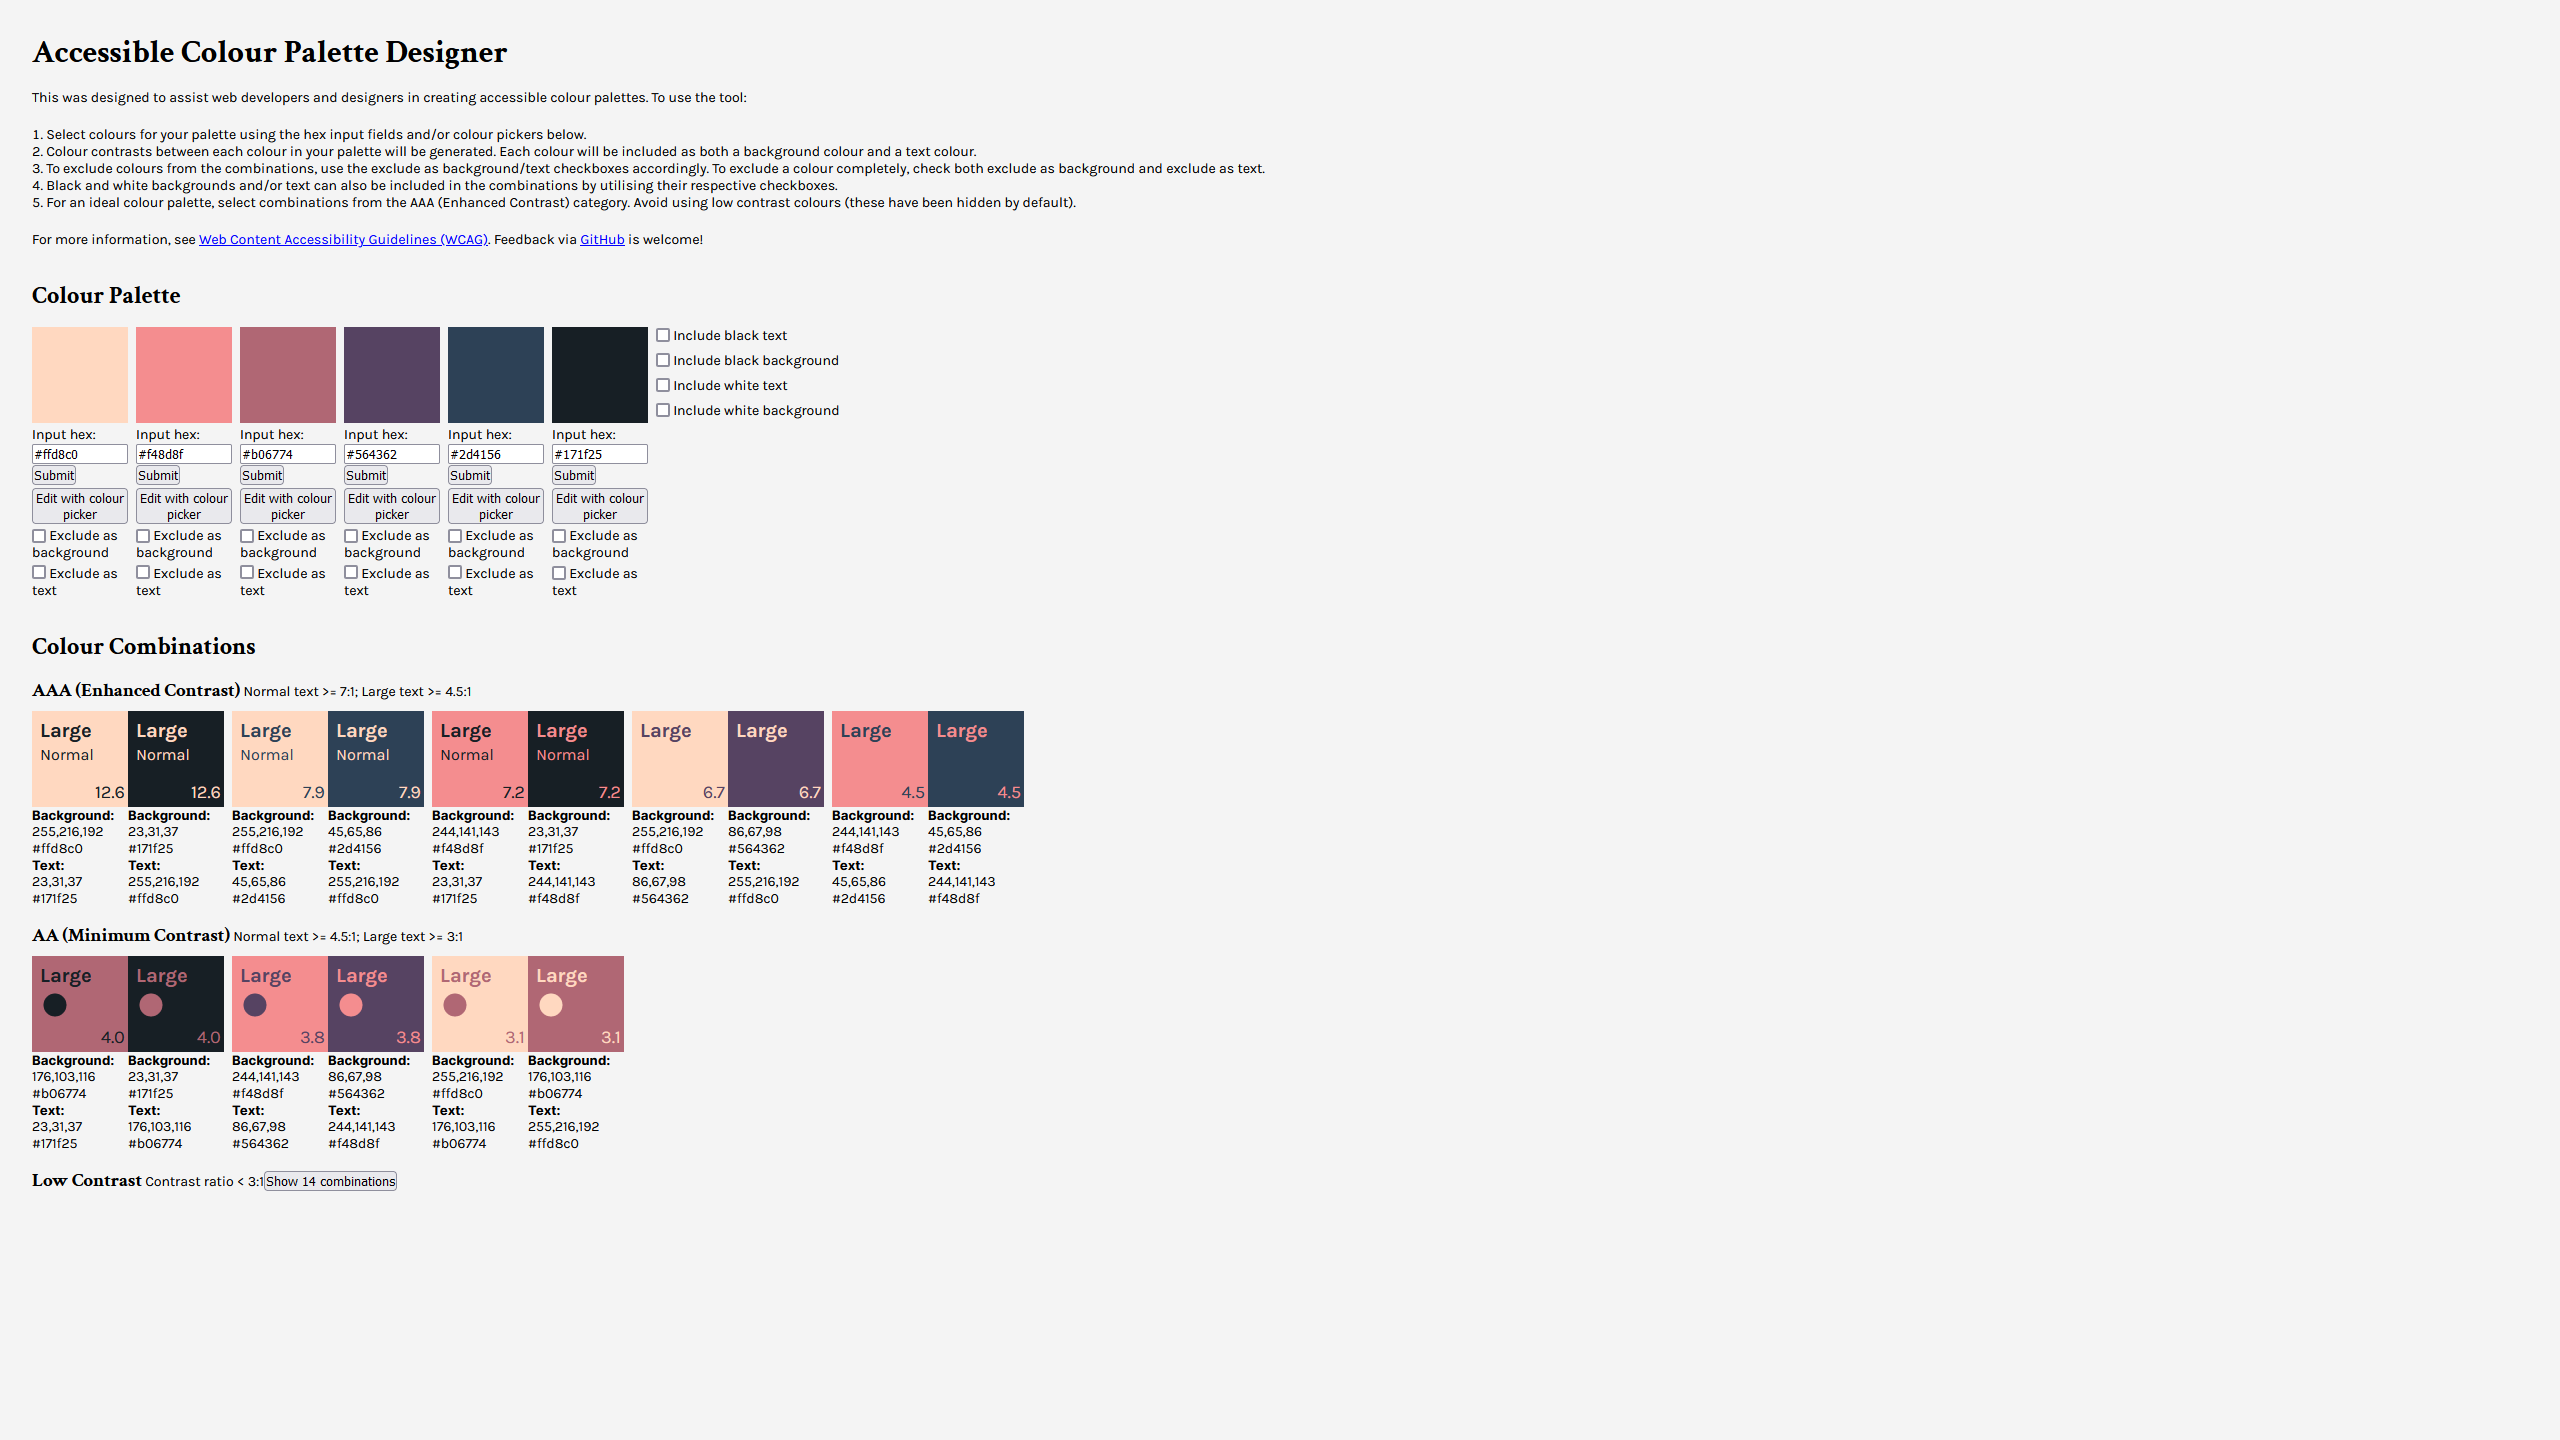 Accessible Colour Palette Designer
This was designed to assist web developers and designers in creating accessible colour palettes. To use the tool:
1. Select colours for your palette using the hex input fields and/or colour pickers below.
2. Colour contrasts between each colour in your palette will be generated. Each colour will be included as both a background colour and a text colour.
3. To exclude colours from the combinations, use the exclude as background/text checkboxes accordingly. To exclude a colour completely, check both exclude as background and exclude as text.
4. Black and white backgrounds and/or text can also be included in the combinations by utilising their respective checkboxes.
5. For an ideal colour palette, select combinations from the AAA (Enhanced Contrast) category. Avoid using low contrast colours (these have been hidden by default).
For more information, see Web Content Accessibility Guidelines (WCAG). Feedback via GitHub is welcome!
Colour Palette
Include black text
Include black background
Include white text
Include white background
Input hex: Input hex: Input hex: Input hex: Input hex: Input hex:
#ffd8c0 #f48d8f #b06774 #564362 #2d4156 #171f25
Submit Submit Submit Submit Submit Submit
Edit with colour Edit with colour Edit with colour Edit with colour Edit with colour Edit with colour
picker picker picker picker picker picker
Exclude as Exclude as Exclude as Exclude as Exclude as Exclude as
background background background background background background
Exclude as Exclude as Exclude as Exclude as Exclude as Exclude as
text text text text text text
Colour Combinations
AAA (Enhanced Contrast) Normal text >= 7:1; Large text >= 4.5:1
Large Large Large Large Large Large Large Large Large Large
Normal Normal Normal Normal Normal Normal
12.6 12.6 7.9 7.9 7.2 7.2 6.7 6.7 4.5 4.5
Background: Background: Background: Background: Background: Background: Background: Background: Background: Background:
255,216,192 23,31,37 255,216,192 45,65,86 244,141,143 23,31,37 255,216,192 86,67,98 244,141,143 45,65,86
#ffd8c0 #171f25 #ffd8c0 #2d4156 #f48d8f #171f25 #ffd8c0 #564362 #f48d8f #2d4156
Text: Text: Text: Text: Text: Text: Text: Text: Text: Text:
23,31,37 255,216,192 45,65,86 255,216,192 23,31,37 244,141,143 86,67,98 255,216,192 45,65,86 244,141,143
#171f25 #ffd8c0 #2d4156 #ffd8c0 #171f25 #f48d8f #564362 #ffd8c0 #2d4156 #f48d8f
AA (Minimum Contrast) Normal text >= 4.5:1; Large text >= 3:1
Large Large Large Large Large Large
4.0 4.0 3.8 3.8 3.1 3.1
Background: Background: Background: Background: Background: Background:
176,103,116 23,31,37 244,141,143 86,67,98 255,216,192 176,103,116
#b06774 #171f25 #f48d8f #564362 #ffd8c0 #b06774
Text: Text: Text: Text: Text: Text:
23,31,37 176,103,116 86,67,98 244,141,143 176,103,116 255,216,192
#171f25 #b06774 #564362 #f48d8f #b06774 #ffd8c0
Low Contrast Contrast ratio < 3:1 Show 14 combinations